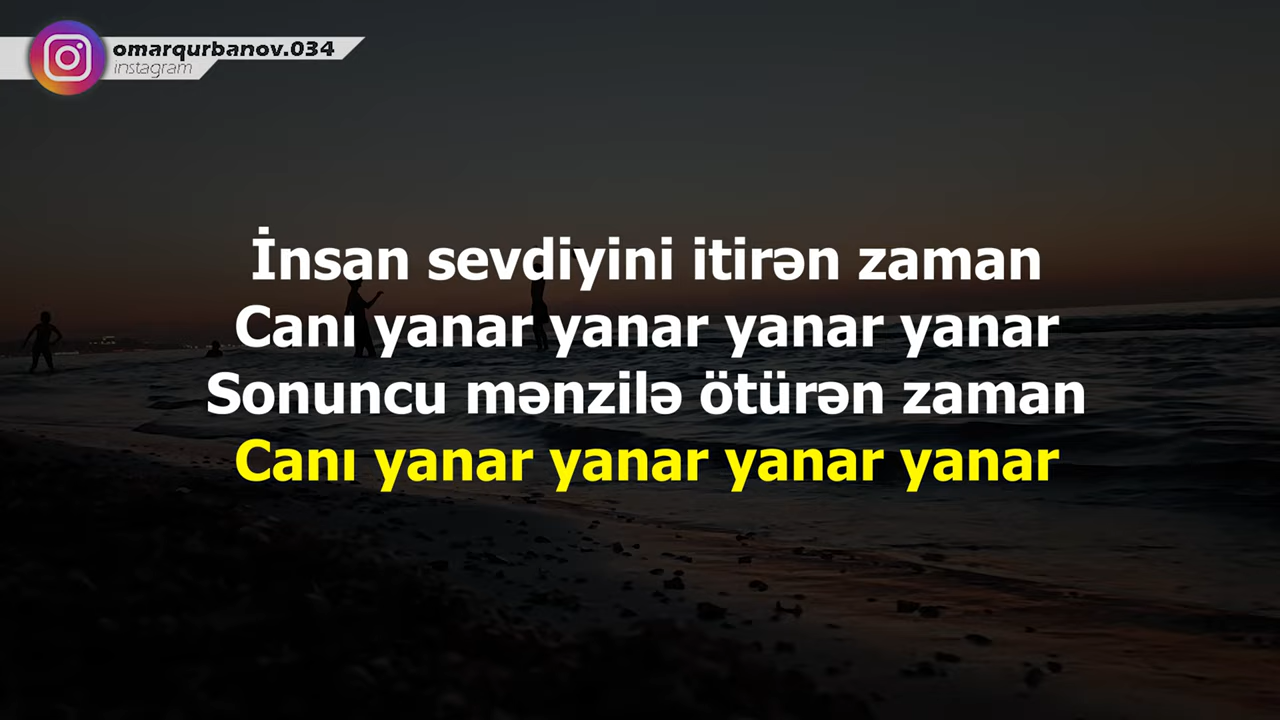 omarqurbanov.034
instagram
İnsan sevdiyini itirən zaman
Canı yanar yanar yanar yanar
Sonuncu mənzilə ötürən zaman
Canı yanar yanar yanar yanar